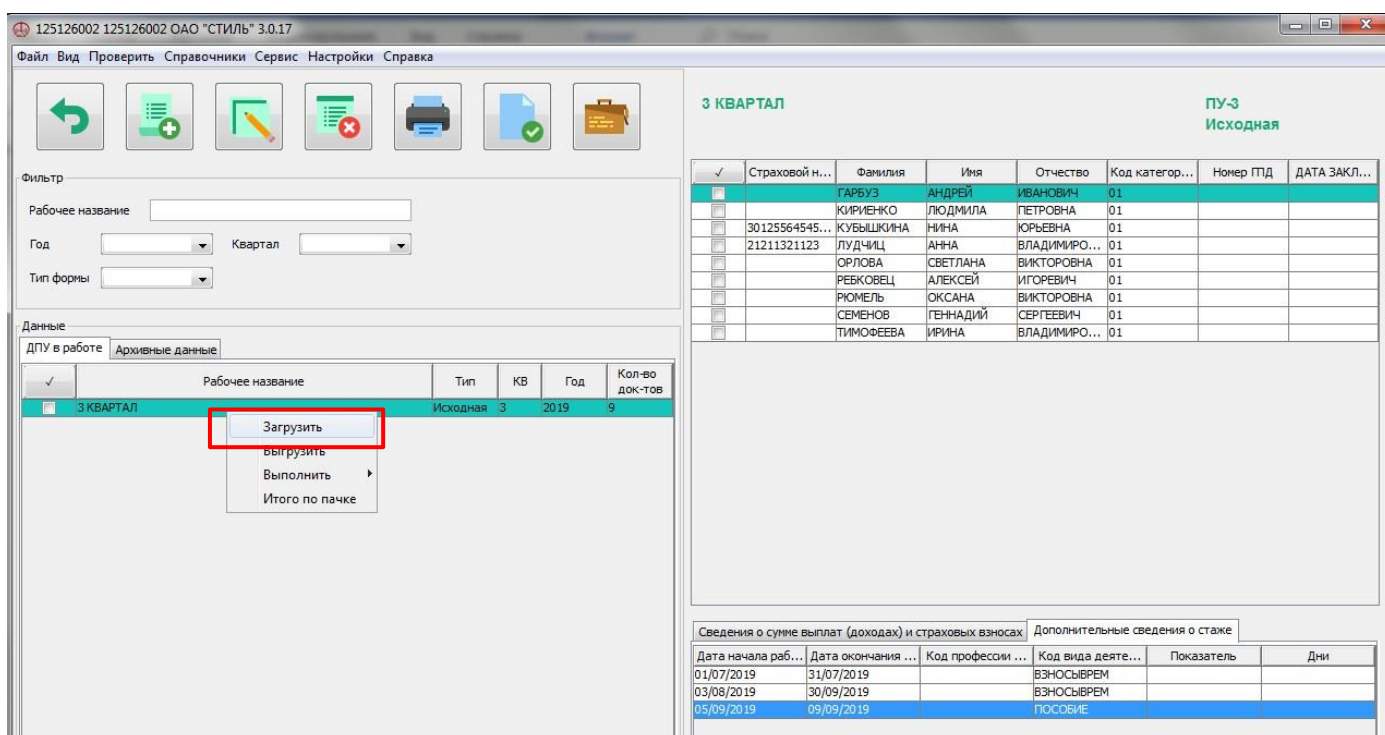 125126002 125126002 ОАО "СТИЛЬ" 3.0.17
Файл Вид Проверить Справочники Сервис Настройки Справка
3 КВАРТАЛ
ПУ-3
Исходная
Фильтр
Рабочее название
Год Квартал
Тип формы
✓ Страховой н... Фамилия Имя Отчество Код категор... Номер ГПД ДАТА ЗАКЛ...
ГАРБУЗ АНДРЕЙ ИВАНОВИЧ 01
КИРИЕНКО ЛЮДМИЛА ПЕТРОВНА 01
30125564545... КУБЫШКИНА НИНА ЮРЬЕВНА 01
21211321123 ЛУДЧИЦ АННА ВЛАДИМИРО... 01
ОРЛОВА СВЕТЛАНА ВИКТОРОВНА 01
РЕБКОВЕЦ АЛЕКСЕЙ ИГОРЕВИЧ 01
РЮМЕЛЬ ОКСАНА ВИКТОРОВНА 01
СЕМЕНОВ ГЕННАДИЙ СЕРГЕЕВИЧ 01
ТИМОФЕЕВА ИРИНА ВЛАДИМИРО... 01
Данные
ДПУ в работе Архивные данные
✓ Рабочее название Тип КВ Год Кол-во док-тов
3 КВАРТАЛ Исходная 3 2019 9
Загрузить
Выгрузить
Выполнить
Итого по пачке
Сведения о сумме выплат (доходах) и страховых взносах Дополнительные сведения о стаже
Дата начала раб... Дата окончания ... Код профессии ... Код вида деяте... Показатель Дни
01/07/2019 31/07/2019 ВЗНОСЫВРЕМ
03/08/2019 30/09/2019 ВЗНОСЫВРЕМ
05/09/2019 09/09/2019 ПОСОБИЕ